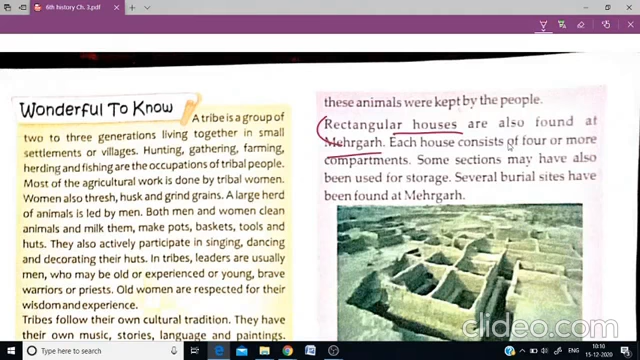 6th history Ch. 3.pdf
Wonderful To Know
A tribe is a group of
two to three generations living together in small
settlements or villages. Hunting, gathering, farming,
herding and fishing are the occupations of tribal people.
Most of the agricultural work is done by tribal women.
Women also thresh, husk and grind grains. A large herd
of animals is led by men. Both men and women clean
animals and milk them, make pots, baskets, tools and
huts. They also actively participate in singing, dancing
and decorating their huts. In tribes, leaders are usually
men, who may be old or experienced or young, brave
warriors or priests. Old women are respected for their
wisdom and experience.
Tribes follow their own cultural tradition. They have
their own music, stories, language and paintings.
these animals were kept by the people.
Rectangular houses are also found at
Mehrgarh. Each house consists of four or more
compartments. Some sections may have also
been used for storage. Several burial sites have
been found at Mehrgarh.
clideo.com
Type here to search
ENG
10:10
15-12-2020